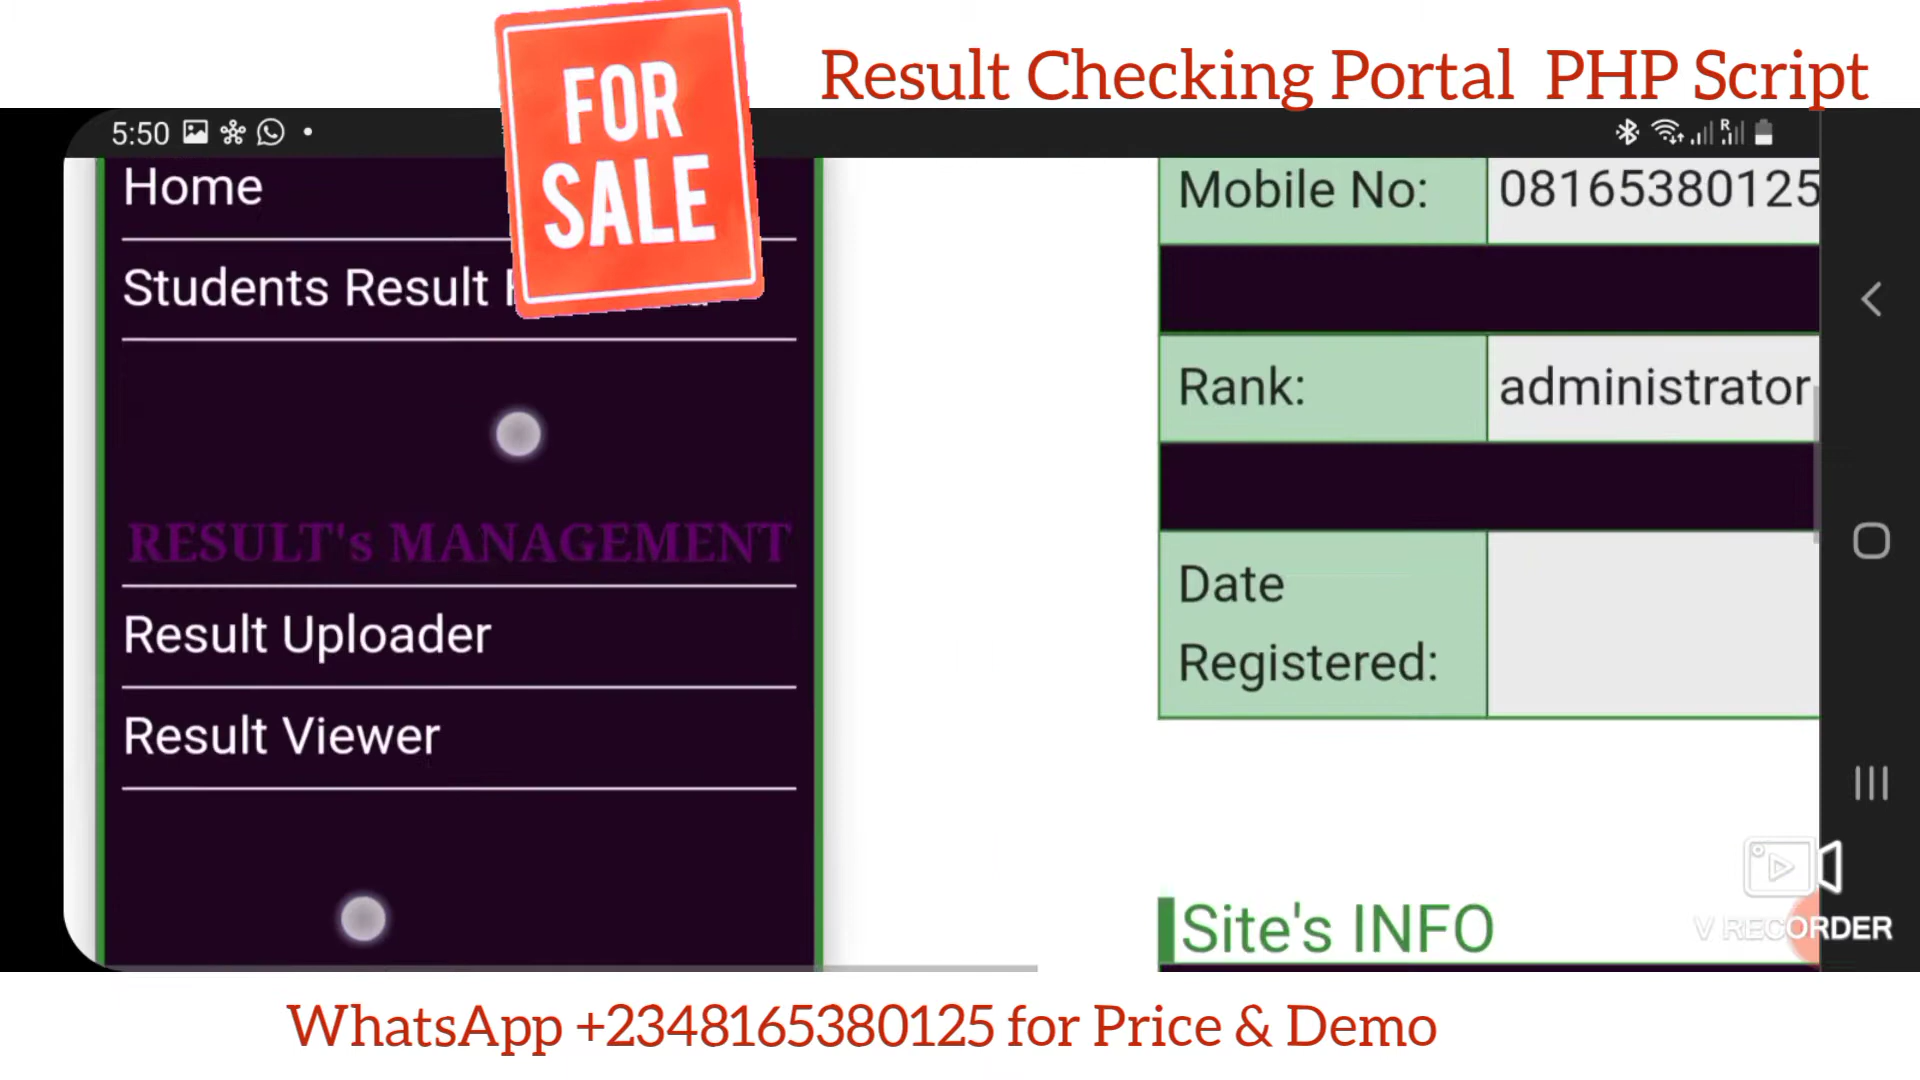 Result Checking Portal PHP Script
FOR
SALE
5:50
R
Home
Students Result
RESULT's MANAGEMENT
Result Uploader
Result Viewer
Mobile No: 08165380125
Rank: administrator
Date
Registered:
Site's INFO
V RECORDER
WhatsApp +2348165380125 for Price & Demo